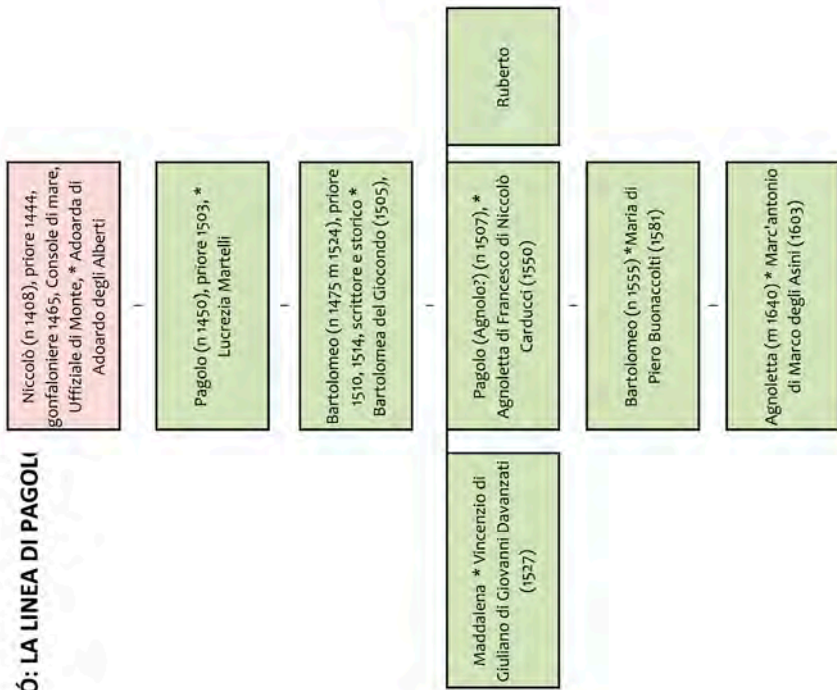 Ó: LA LINEA DI PAGOL
Niccolò (n 1408), priore 1444,
gonfaloniere 1465, Console di mare,
Uffiziale di Monte, * Adoarda di
Adoardo degli Alberti
Pagolo (n 1450), priore 1503, *
Lucrezia Martelli
Bartolomeo (n 1475 m 1524), priore
1510, 1514, scrittore e storico *
Bartolomea del Giocondo (1505),
Maddalena * Vincenzio di
Giuliano di Giovanni Davanzati
(1527)
Pagolo (Agnolo?) (n 1507), *
Agnoletta di Francesco di Niccolò
Carducci (1550)
Ruberto
Bartolomeo (n 1555) *Maria di
Piero Buonaccolti (1581)
Agnoletta (m 1640) * Marc'antonio
di Marco degli Asini (1603)